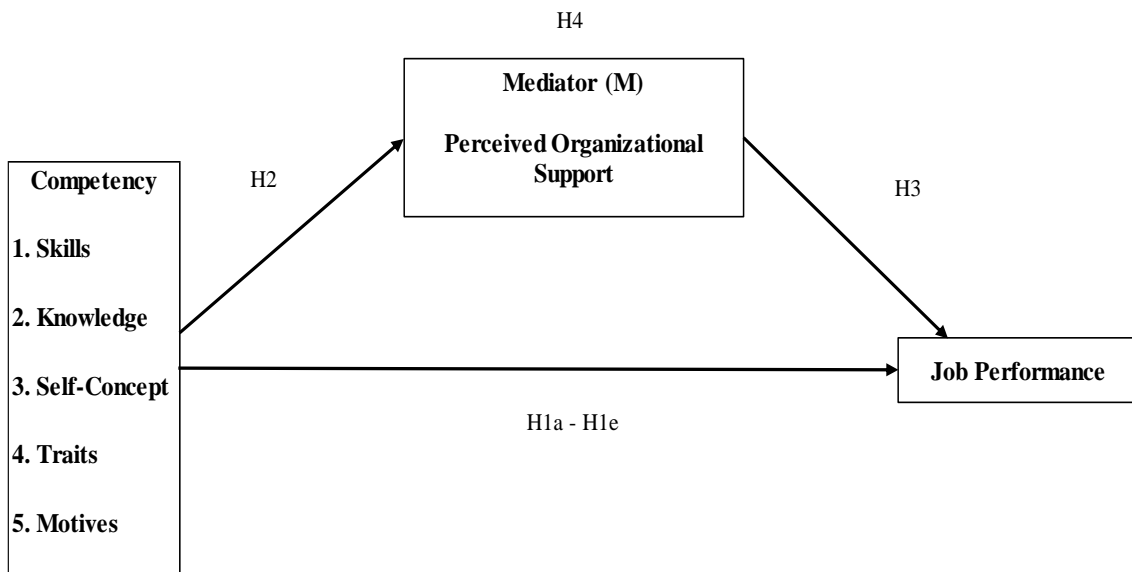 H4
Mediator (M)
Perceived Organizational
Support
H2
H3
Competency
1. Skills
2. Knowledge
3. Self-Concept
4. Traits
5. Motives
Job Performance
H1a - H1e